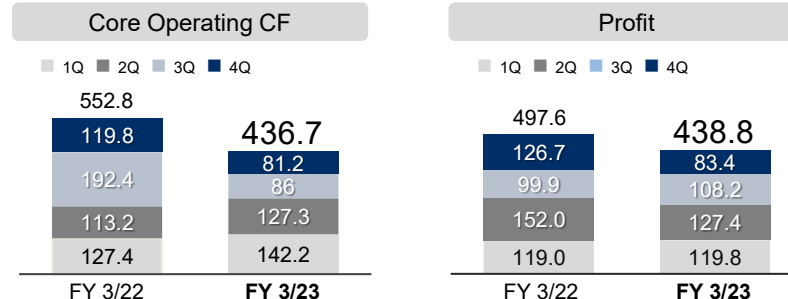 Core Operating CF
1Q 2Q 3Q 4Q
552.8
119.8
192.4
113.2
127.4
FY 3/22
436.7
81.2
86
127.3
142.2
FY 3/23
Profit
1Q 2Q 3Q 4Q
497.6
126.7
99.9
152.0
119.0
FY 3/22
438.8
83.4
108.2
127.4
119.8
FY 3/23